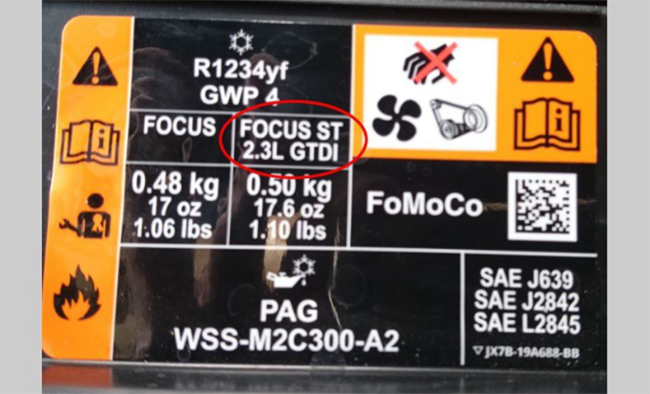 R1234yf
GWP 4
FOCUS
0.48 kg
17 oz
1.06 lbs
FOCUS ST
2.3L GTDI
0.50 kg
17.6 oz
1.10 lbs
FoMoCo
PAG
WSS-M2C300-A2
SAE J639
SAE J2842
SAE L2845
JX7B-19A688-BB